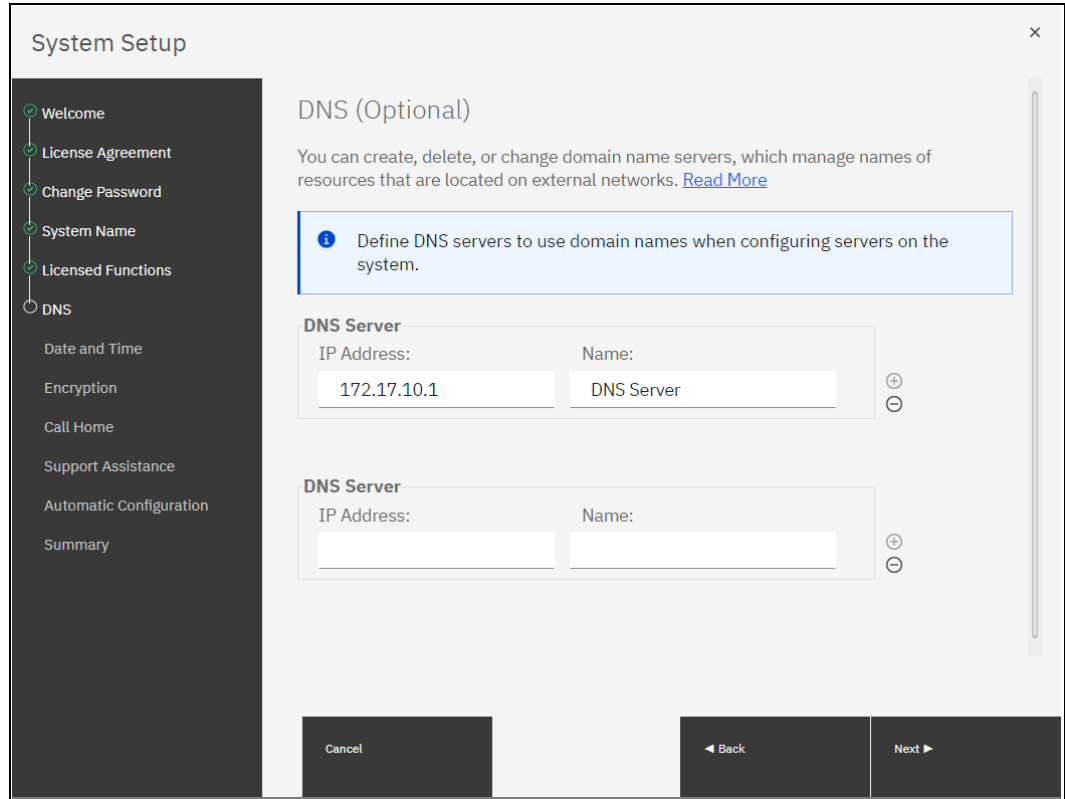 System Setup
×
Welcome
License Agreement
Change Password
System Name
Licensed Functions
DNS
Date and Time
Encryption
Call Home
Support Assistance
Automatic Configuration
Summary
DNS (Optional)
You can create, delete, or change domain name servers, which manage names of
resources that are located on external networks. Read More
Define DNS servers to use domain names when configuring servers on the
system.
DNS Server
IP Address: Name:
172.17.10.1 DNS Server
DNS Server
IP Address: Name:
Cancel ◄ Back Next ►